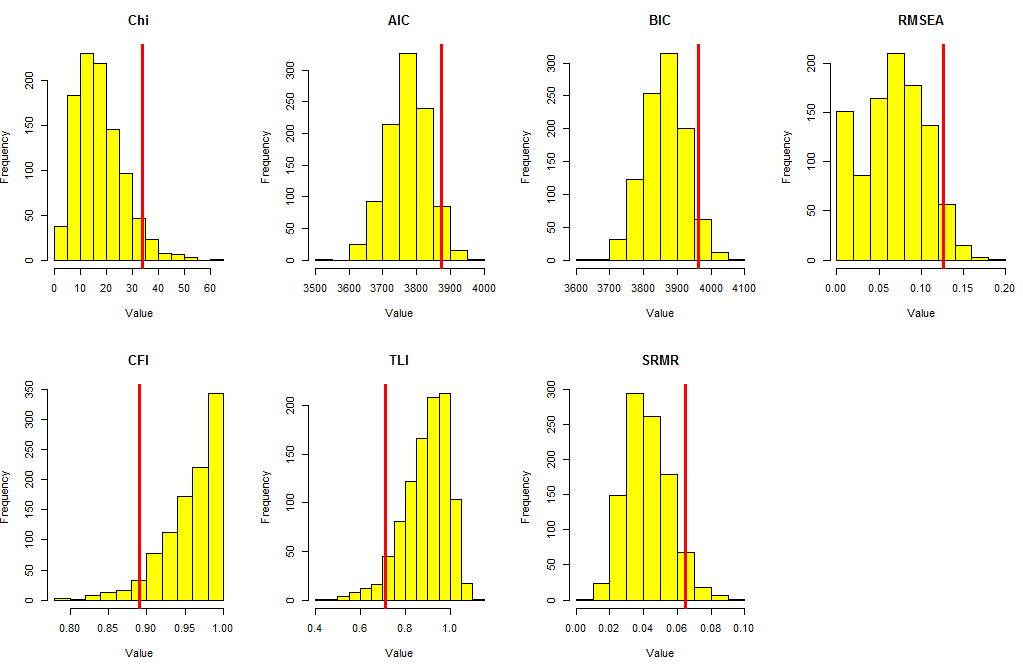 Chi
Frequency
0 50 100 150 200
0 10 20 30 40 50 60
Value
AIC
Frequency
0 50 100 150 200 250 300
3500 3600 3700 3800 3900 4000
Value
BIC
Frequency
0 50 100 150 200 250 300
3600 3700 3800 3900 4000 4100
Value
RMSEA
Frequency
0 50 100 150 200
0.00 0.05 0.10 0.15 0.20
Value
CFI
Frequency
0 50 100 150 200 250 300 350
0.80 0.85 0.90 0.95 1.00
Value
TLI
Frequency
0 50 100 150 200
0.4 0.6 0.8 1.0
Value
SRMR
Frequency
0 50 100 150 200 250 300
0.00 0.02 0.04 0.06 0.08 0.10
Value